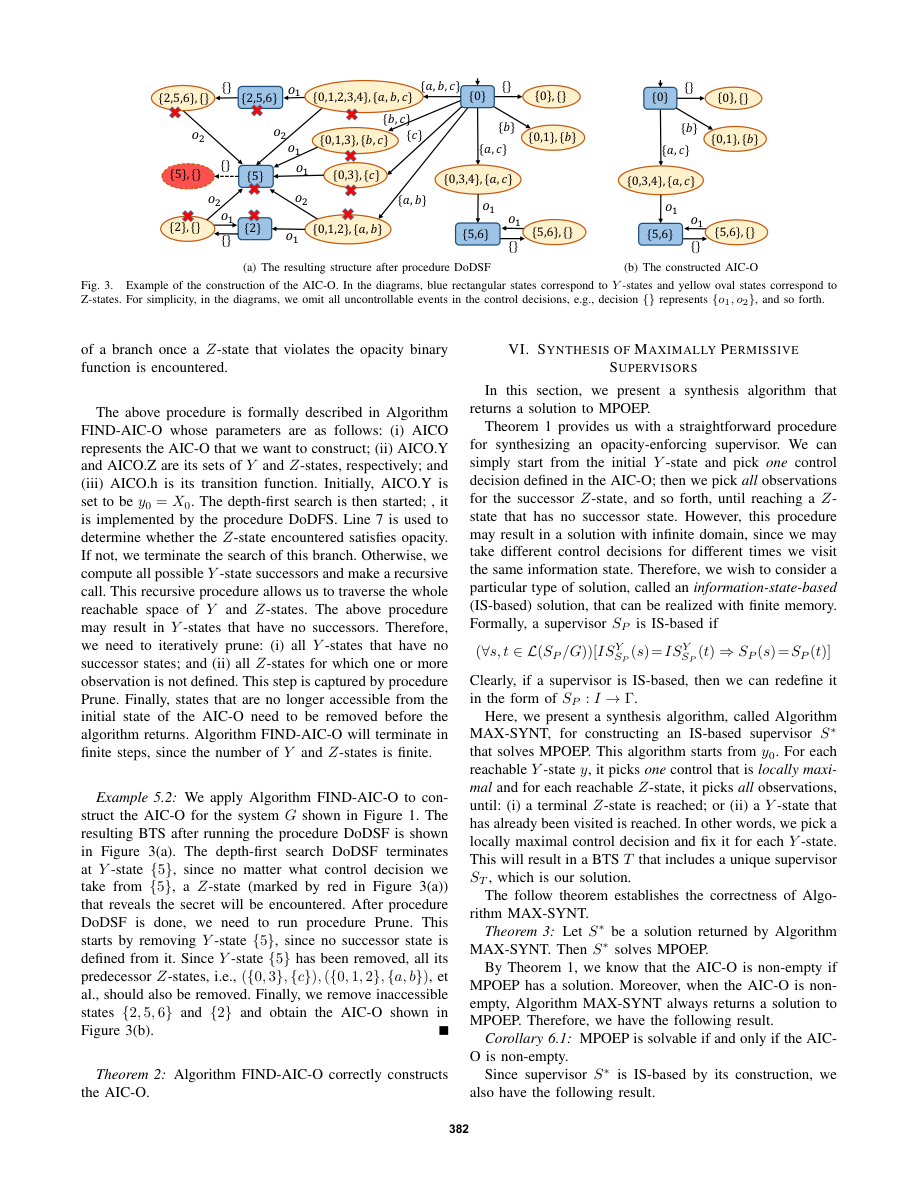 {2,5,6}, {}
{}
{2,5,6}
o1
{0,1,2,3,4}, {a, b, c}
{a, b, c}
{0}
{}
{0}, {}
{b, c}
{c}
{b}
{0,1}, {b}
o2
o2
{0,1,3}, {b, c}
o1
{a, c}
{5}, {}
{}
{5}
o1
{0,3}, {c}
{0,3,4}, {a, c}
{a, b}
o2
o2
o1
{2}, {}
o1
{}
{2}
o1
{0,1,2}, {a, b}
{5,6}
o1
{}
{5,6}, {}
{0}
{}
{0}, {}
{b}
{0,1}, {b}
{a, c}
{0,3,4}, {a, c}
o1
{5,6}
o1
{}
{5,6}, {}
(a) The resulting structure after procedure DoDSF
(b) The constructed AIC-O
Fig. 3. Example of the construction of the AIC-O. In the diagrams, blue rectangular states correspond to Y-states and yellow oval states correspond to
Z-states. For simplicity, in the diagrams, we omit all uncontrollable events in the control decisions, e.g., decision {} represents {o1, o2}, and so forth.
of a branch once a Z-state that violates the opacity binary
function is encountered.
The above procedure is formally described in Algorithm
FIND-AIC-O whose parameters are as follows: (i) AICO
represents the AIC-O that we want to construct; (ii) AICO.Y
and AICO.Z are its sets of Y and Z-states, respectively; and
(iii) AICO.h is its transition function. Initially, AICO.Y is
set to be y0 = X0. The depth-first search is then started; , it
is implemented by the procedure DoDFS. Line 7 is used to
determine whether the Z-state encountered satisfies opacity.
If not, we terminate the search of this branch. Otherwise, we
compute all possible Y-state successors and make a recursive
call. This recursive procedure allows us to traverse the whole
reachable space of Y and Z-states. The above procedure
may result in Y-states that have no successors. Therefore,
we need to iteratively prune: (i) all Y-states that have no
successor states; and (ii) all Z-states for which one or more
observation is not defined. This step is captured by procedure
Prune. Finally, states that are no longer accessible from the
initial state of the AIC-O need to be removed before the
algorithm returns. Algorithm FIND-AIC-O will terminate in
finite steps, since the number of Y and Z-states is finite.
Example 5.2: We apply Algorithm FIND-AIC-O to con-
struct the AIC-O for the system G shown in Figure 1. The
resulting BTS after running the procedure DoDSF is shown
in Figure 3(a). The depth-first search DoDSF terminates
at Y-state {5}, since no matter what control decision we
take from {5}, a Z-state (marked by red in Figure 3(a))
that reveals the secret will be encountered. After procedure
DoDSF is done, we need to run procedure Prune. This
starts by removing Y-state {5}, since no successor state is
defined from it. Since Y-state {5} has been removed, all its
predecessor Z-states, i.e., ({0, 3}, {c}), ({0, 1, 2}, {a, b}), et
al., should also be removed. Finally, we remove inaccessible
states {2, 5, 6} and {2} and obtain the AIC-O shown in
Figure 3(b). ■
Theorem 2: Algorithm FIND-AIC-O correctly constructs
the AIC-O.
VI. SYNTHESIS OF MAXIMALLY PERMISSIVE
SUPERVISORS
In this section, we present a synthesis algorithm that
returns a solution to MPOEP.
Theorem 1 provides us with a straightforward procedure
for synthesizing an opacity-enforcing supervisor. We can
simply start from the initial Y-state and pick one control
decision defined in the AIC-O; then we pick all observations
for the successor Z-state, and so forth, until reaching a Z-
state that has no successor state. However, this procedure
may result in a solution with infinite domain, since we may
take different control decisions for different times we visit
the same information state. Therefore, we wish to consider a
particular type of solution, called an information-state-based
(IS-based) solution, that can be realized with finite memory.
Formally, a supervisor SP is IS-based if
(∀s, t ∈ L(SP/G))[IS^Y_SP(s)=IS^Y_SP(t) ⇒ SP(s)=SP(t)]
Clearly, if a supervisor is IS-based, then we can redefine it
in the form of SP : I → Γ.
Here, we present a synthesis algorithm, called Algorithm
MAX-SYNT, for constructing an IS-based supervisor S*
that solves MPOEP. This algorithm starts from y0. For each
reachable Y-state y, it picks one control that is locally maxi-
mal and for each reachable Z-state, it picks all observations,
until: (i) a terminal Z-state is reached; or (ii) a Y-state that
has already been visited is reached. In other words, we pick a
locally maximal control decision and fix it for each Y-state.
This will result in a BTS T that includes a unique supervisor
ST, which is our solution.
The follow theorem establishes the correctness of Algo-
rithm MAX-SYNT.
Theorem 3: Let S* be a solution returned by Algorithm
MAX-SYNT. Then S* solves MPOEP.
By Theorem 1, we know that the AIC-O is non-empty if
MPOEP has a solution. Moreover, when the AIC-O is non-
empty, Algorithm MAX-SYNT always returns a solution to
MPOEP. Therefore, we have the following result.
Corollary 6.1: MPOEP is solvable if and only if the AIC-
O is non-empty.
Since supervisor S* is IS-based by its construction, we
also have the following result.
382